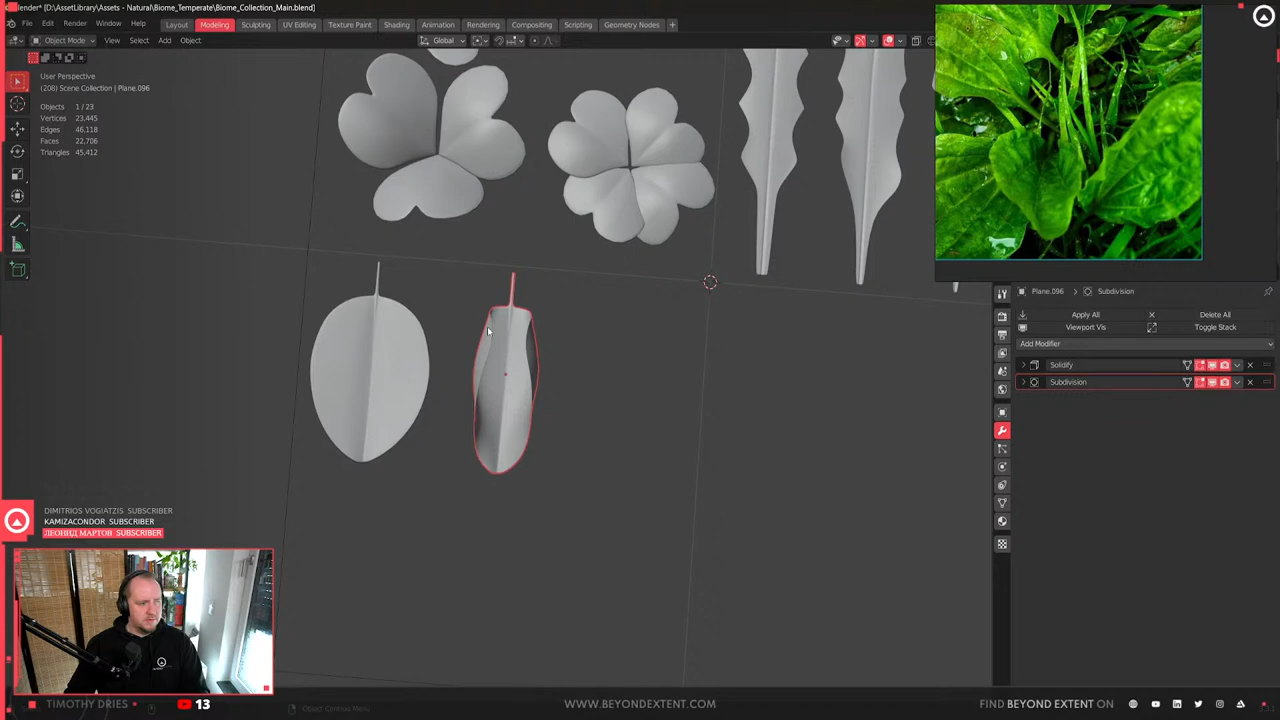 Blender* [D:\AssetLibrary\Assets - Natural\Biome_Temperate\Biome_Collection_Main.blend]
File Edit Render Window Help Layout Modeling Sculpting UV Editing Texture Paint Shading Animation Rendering Compositing Scripting Geometry Nodes +
Object Mode View Select Add Object Global
User Perspective
(208) Scene Collection | Plane.096
Objects 1 / 23
Vertices 23,445
Edges 46,118
Faces 22,706
Triangles 45,412
Plane.096 > Subdivision
Apply All Delete All
Viewport Vis Toggle Stack
Add Modifier
Solidify
Subdivision
DIMITRIOS VOGIATZIS SUBSCRIBER
KAMIZACONDOR SUBSCRIBER
ЛЕОНИД МАРТОВ SUBSCRIBER
TIMOTHY DRIES 13 WWW.BEYONDEXTENT.COM FIND BEYOND EXTENT ON